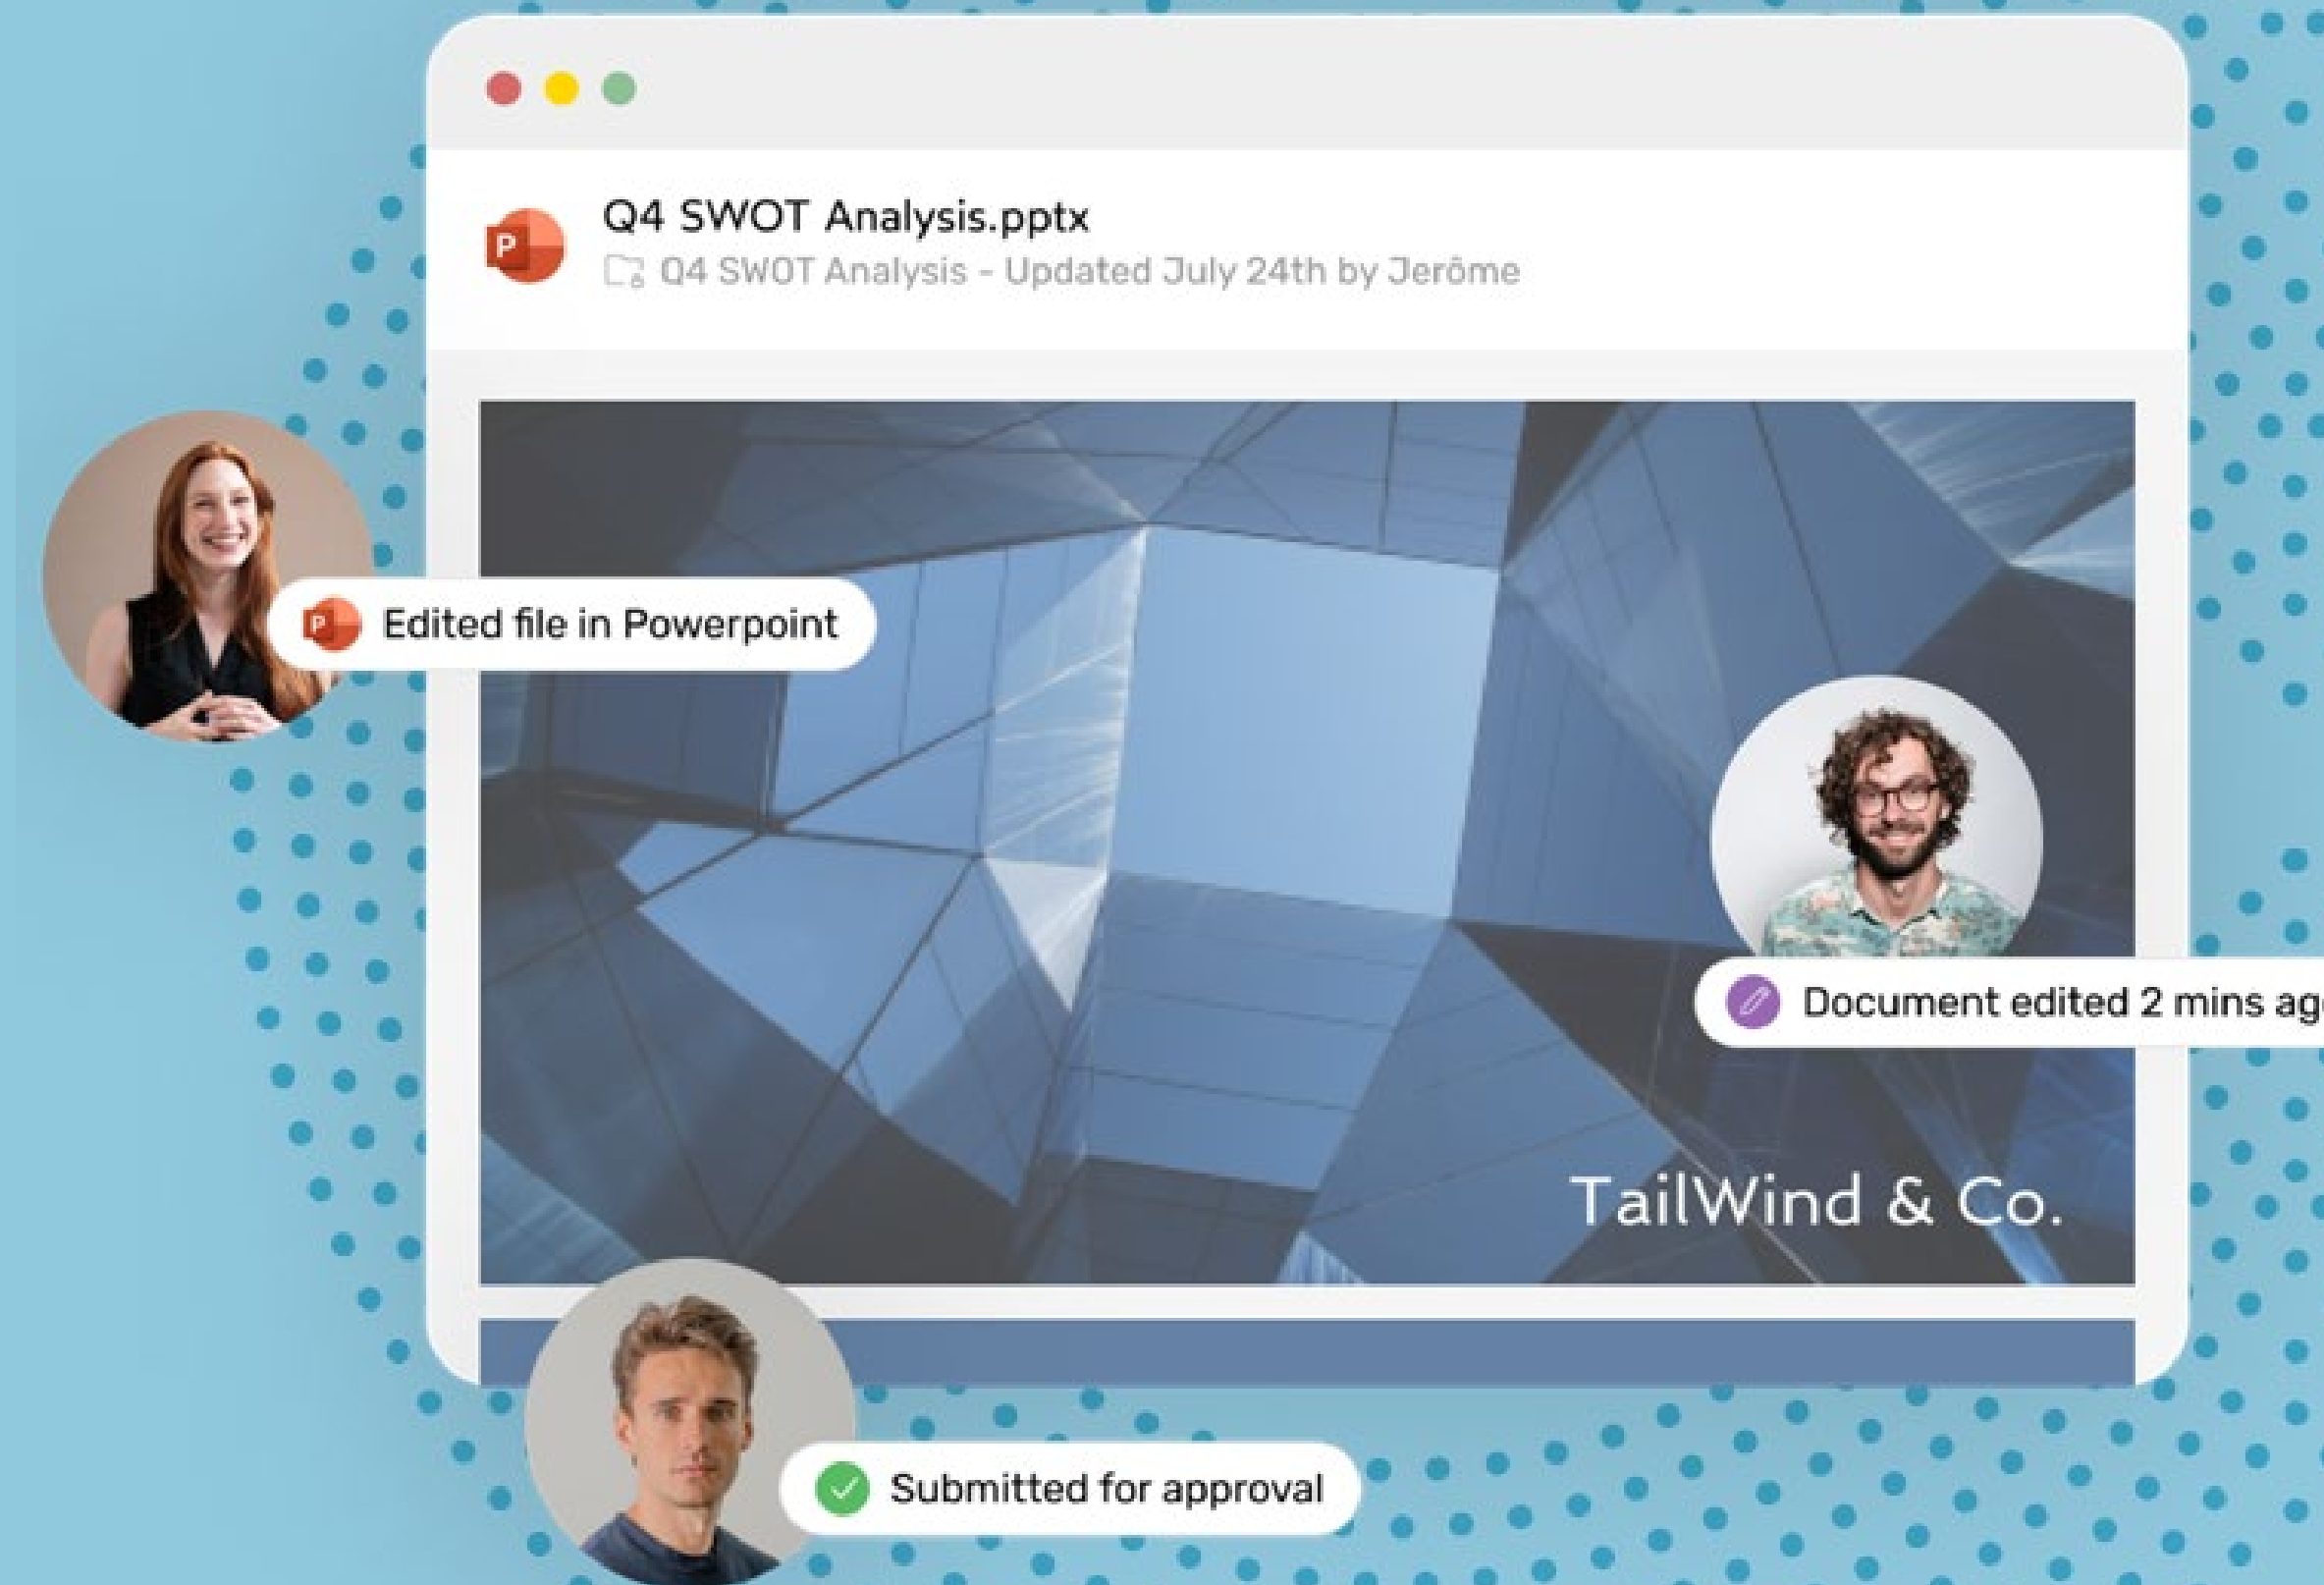 Q4 SWOT Analysis.pptx
Q4 SWOT Analysis - Updated July 24th by Jerôme
P
P Edited file in Powerpoint
Document edited 2 mins
TailWind & Co.
Submitted for approval